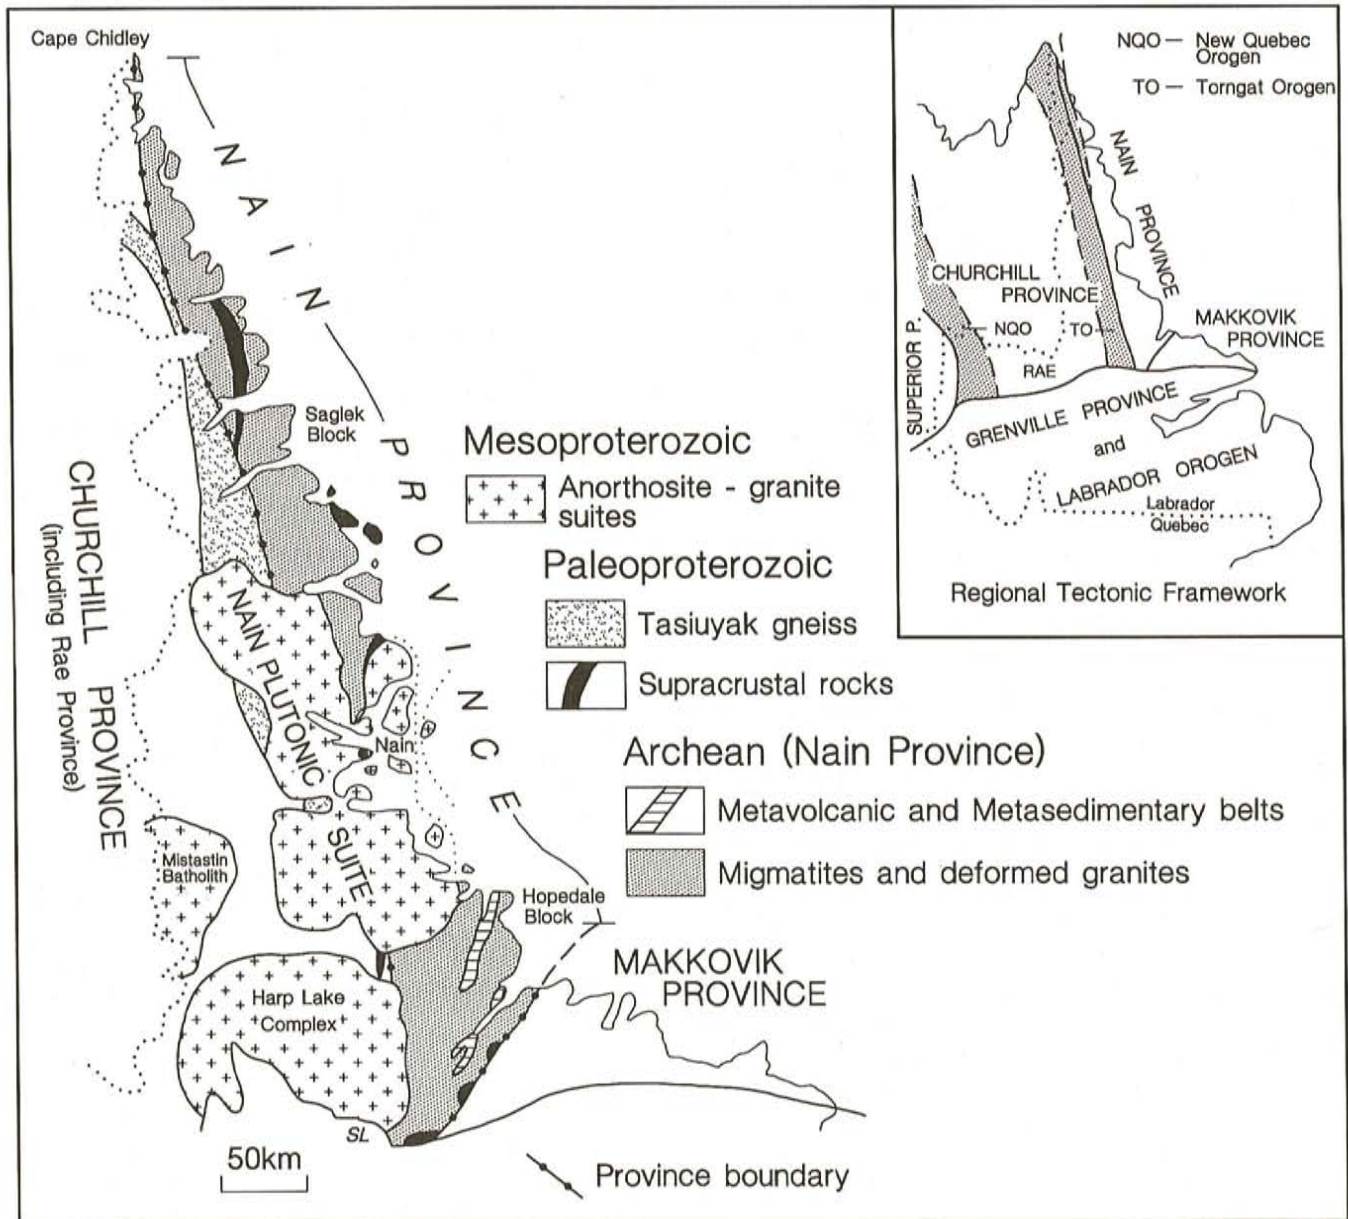 Cape Chidley
NAIN PROVINCE
Saglek
Block
CHURCHILL PROVINCE
(including Rae Province)
NAIN PLUTONIC
SUITE
Nain
Mistastin
Batholith
Hopedale
Block
Harp Lake
Complex
MAKKOVIK
PROVINCE
SL
50km
Province boundary
Mesoproterozoic
Anorthosite - granite
suites
Paleoproterozoic
Tasiuyak gneiss
Supracrustal rocks
Archean (Nain Province)
Metavolcanic and Metasedimentary belts
Migmatites and deformed granites
NQO — New Quebec
Orogen
TO — Torngat Orogen
NAIN PROVINCE
CHURCHILL
PROVINCE
NQO
TO
RAE
SUPERIOR P.
MAKKOVIK
PROVINCE
GRENVILLE PROVINCE
and
LABRADOR OROGEN
Labrador
Quebec
Regional Tectonic Framework